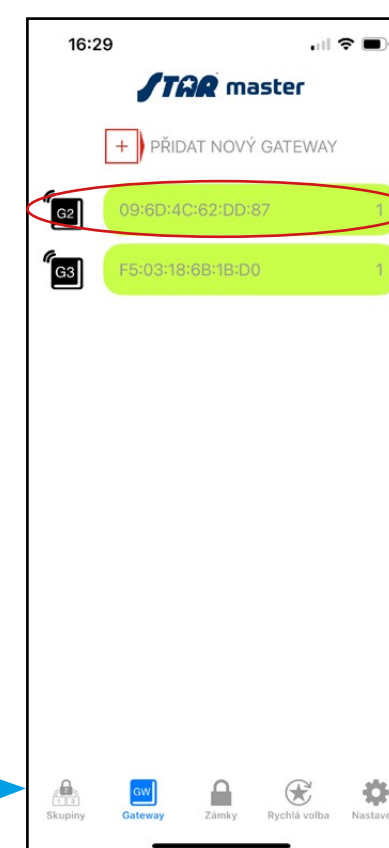 16:29
STAR master
+ PŘIDAT NOVÝ GATEWAY
G2 09:6D:4C:62:DD:87 1
G3 F5:03:18:6B:1B:D0 1
GW
Skupiny Gateway Zámky Rychlá volba Nastave